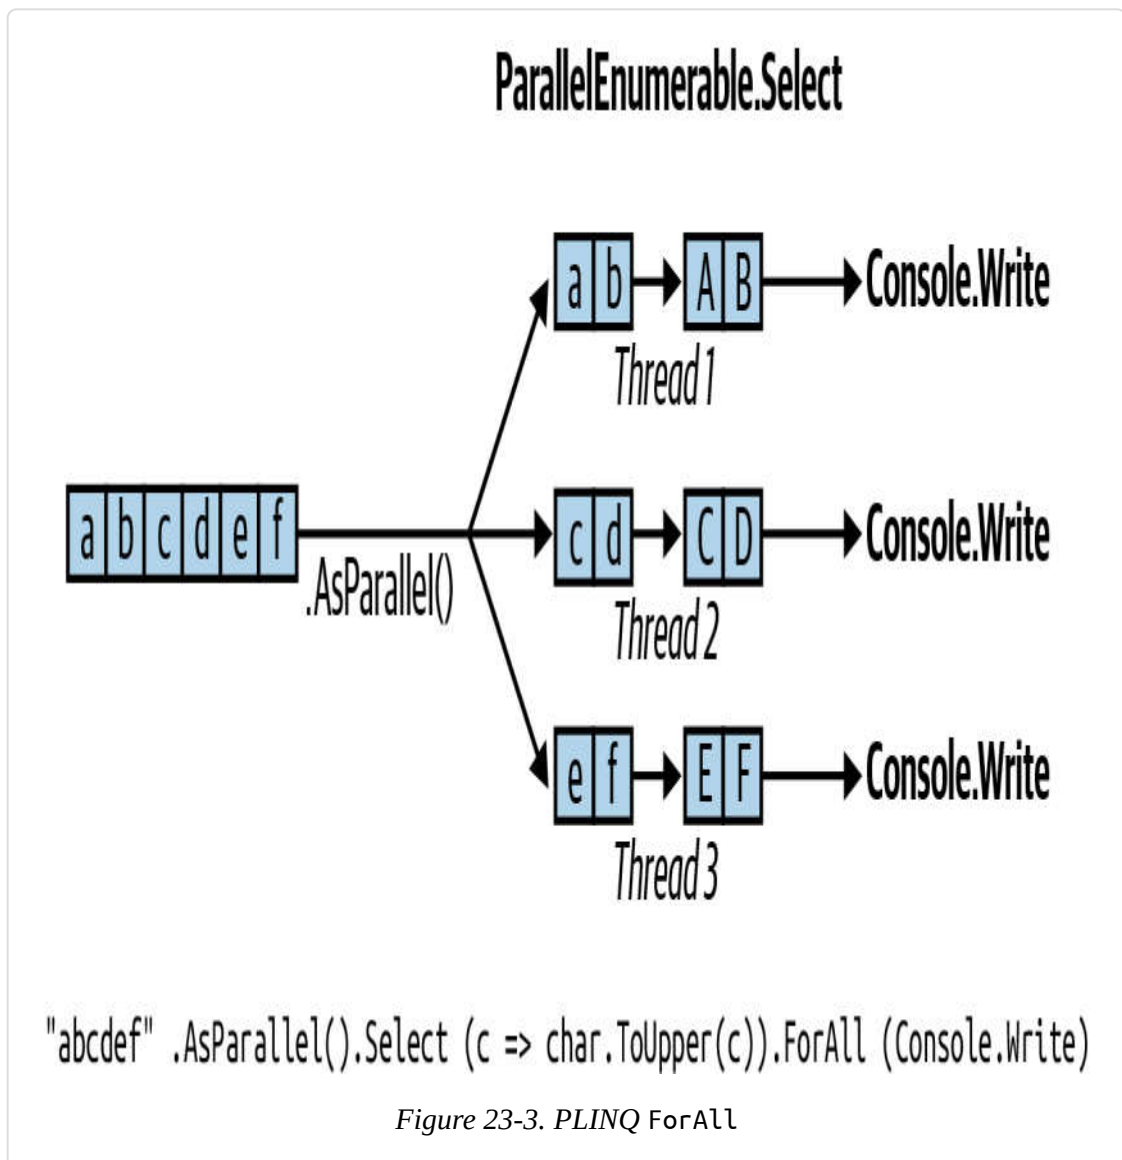 ParallelEnumerable.Select
a b A B Console.Write
Thread 1
a b c d e f
.AsParallel()
c d C D Console.Write
Thread 2
e f E F Console.Write
Thread 3
"abcdef" .AsParallel().Select (c => char.ToUpper(c)).ForAll (Console.Write)
Figure 23-3. PLINQ ForAll